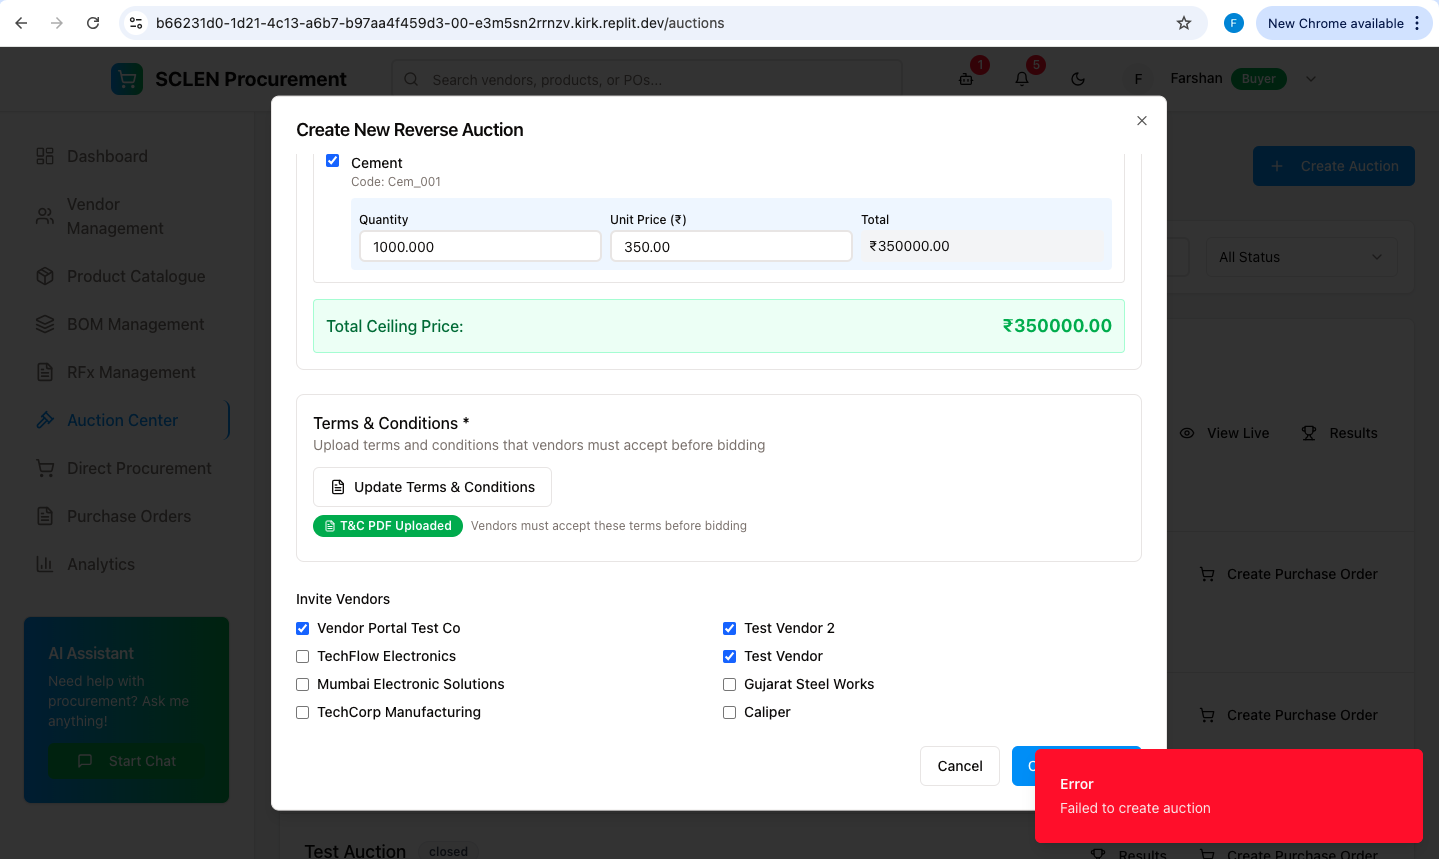 b66231d0-1d21-4c13-a6b7-b97aa4f459d3-00-e3m5sn2rrnzv.kirk.replit.dev/auctions
F
New Chrome available
SCLEN Procurement
Search vendors, products, or POs...
1
5
F
Farshan
Buyer
Dashboard
Vendor
Management
Product Catalogue
BOM Management
RFx Management
Auction Center
Direct Procurement
Purchase Orders
Analytics
AI Assistant
Need help with
procurement? Ask me
anything!
Start Chat
Create Auction
All Status
View Live
Results
Create Purchase Order
Create Purchase Order
Test Auction
closed
Results
Create Purchase Order
Create New Reverse Auction
Cement
Code: Cem_001
Quantity
Unit Price (₹)
Total
1000.000
350.00
₹350000.00
Total Ceiling Price:
₹350000.00
Terms & Conditions *
Upload terms and conditions that vendors must accept before bidding
Update Terms & Conditions
T&C PDF Uploaded
Vendors must accept these terms before bidding
Invite Vendors
Vendor Portal Test Co
Test Vendor 2
TechFlow Electronics
Test Vendor
Mumbai Electronic Solutions
Gujarat Steel Works
TechCorp Manufacturing
Caliper
Cancel
Error
Failed to create auction